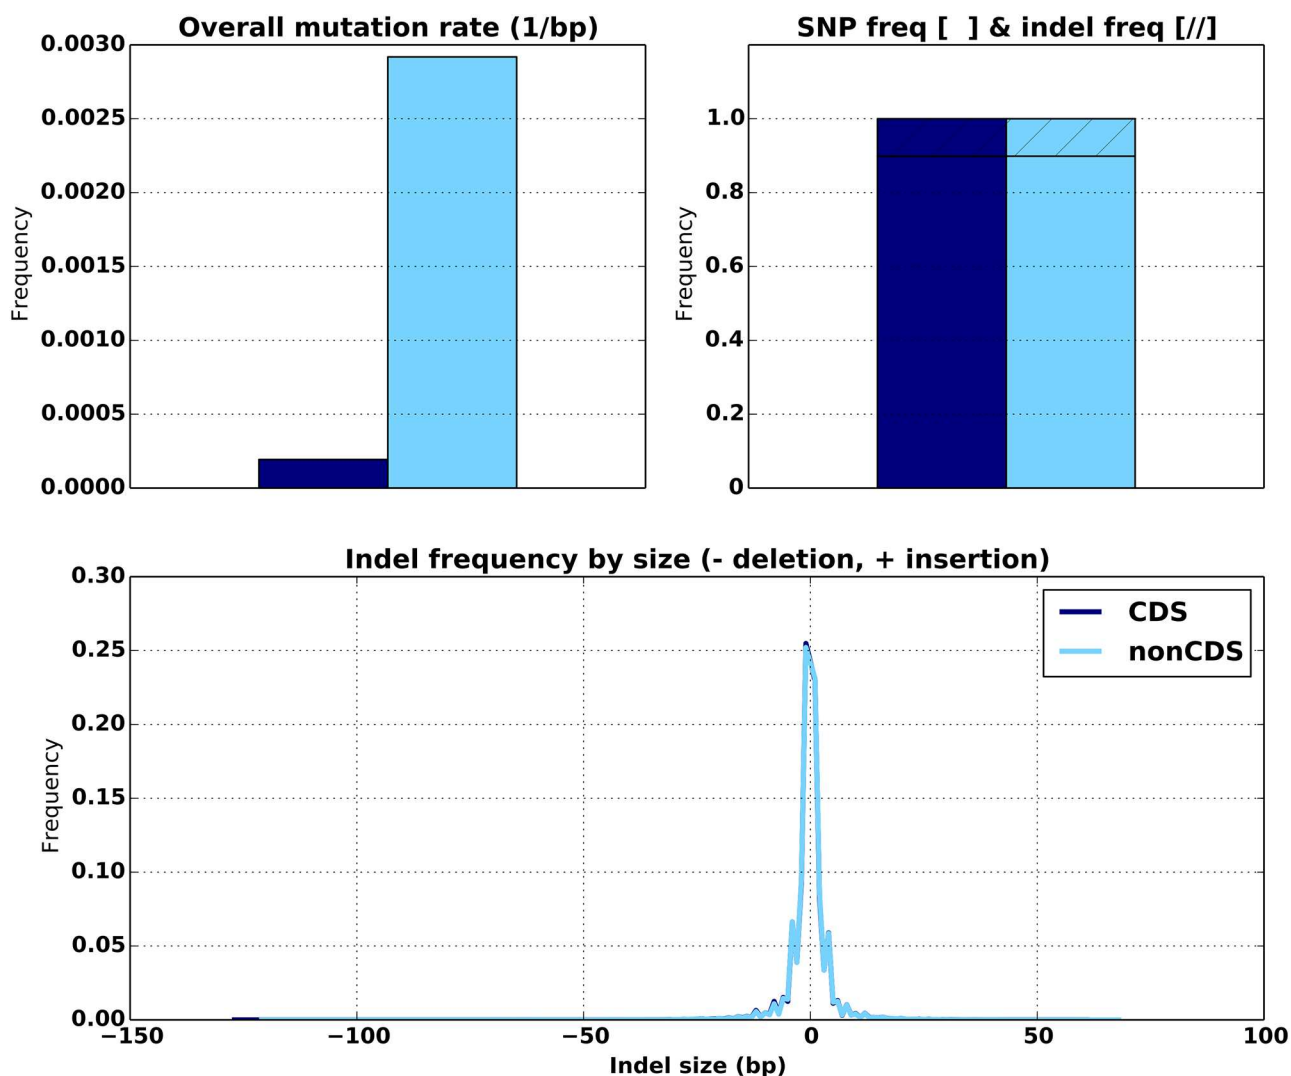 Overall mutation rate (1/bp)
0.0030
0.0025
0.0020
0.0015
0.0010
0.0005
0.0000
Frequency
SNP freq [  ] & indel freq [//]
1.0
0.8
0.6
0.4
0.2
0
Frequency
Indel frequency by size (- deletion, + insertion)
0.30
0.25
0.20
0.15
0.10
0.05
0.00
Frequency
CDS
nonCDS
−150 −100 −50 0 50 100
Indel size (bp)